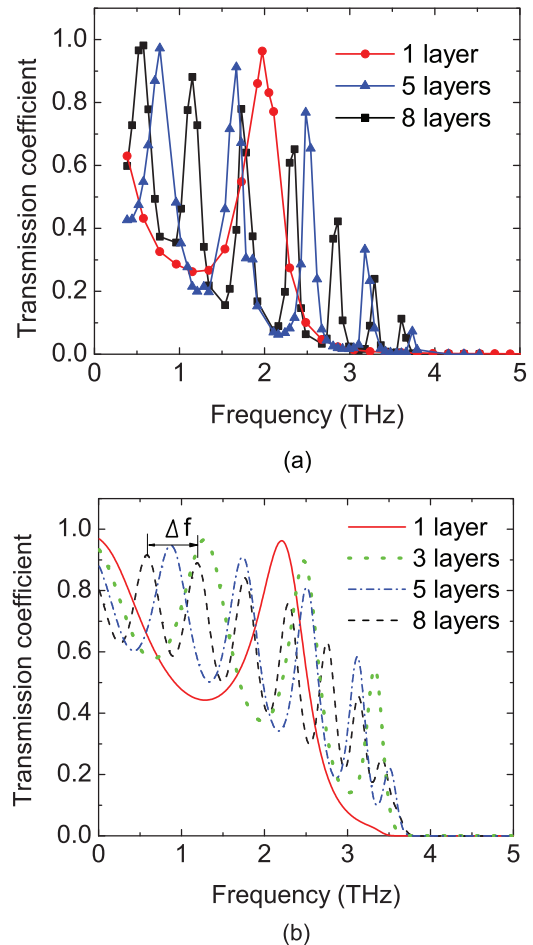 1.0
0.8
0.6
0.4
0.2
0.0
Transmission coefficient
1 layer
5 layers
8 layers
0 1 2 3 4 5
Frequency (THz)
(a)
1.0
0.8
0.6
0.4
0.2
0.0
Transmission coefficient
Δf
1 layer
3 layers
5 layers
8 layers
0 1 2 3 4 5
Frequency (THz)
(b)